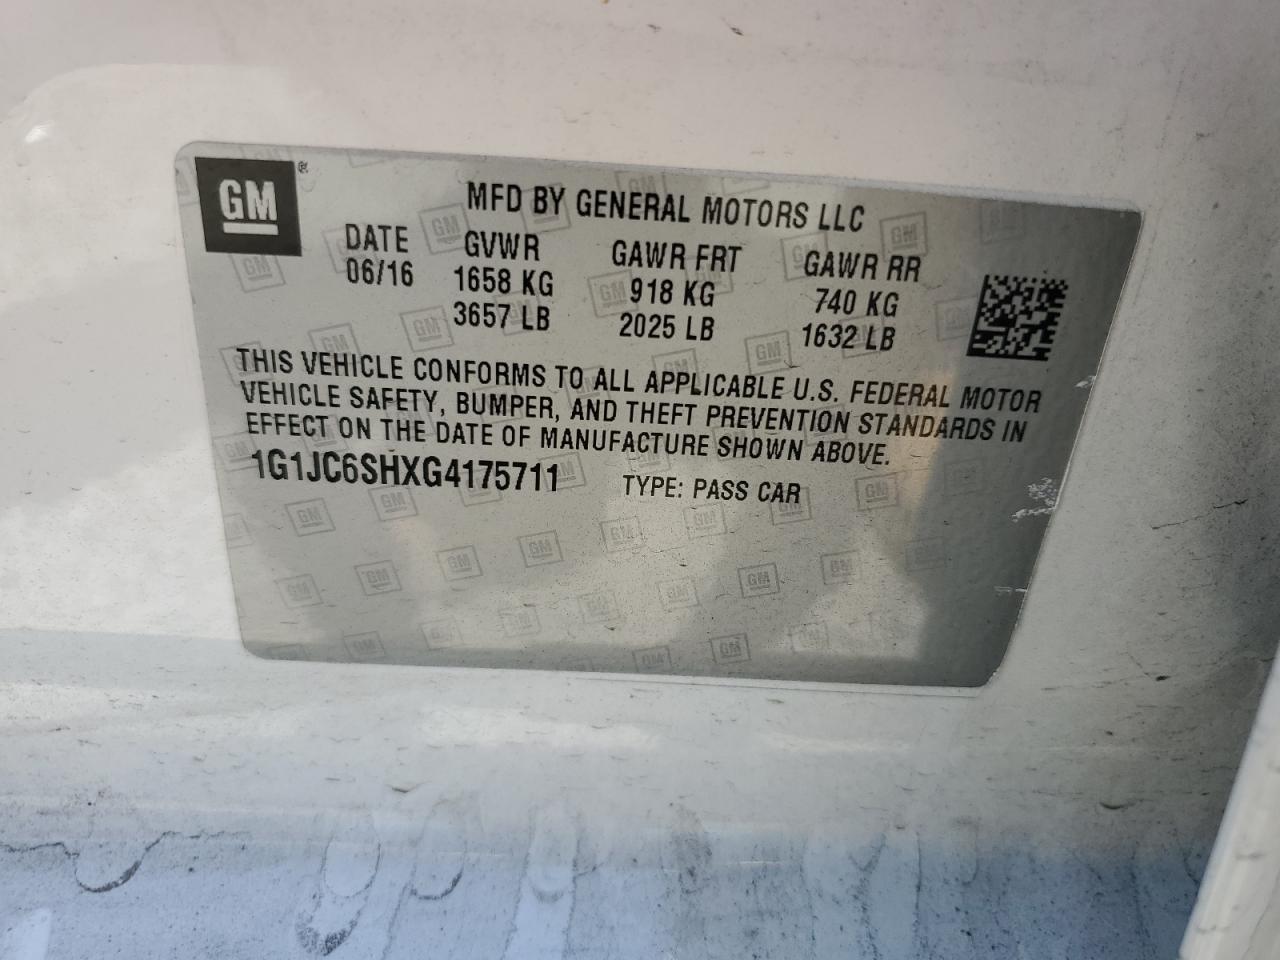 GM
MFD BY GENERAL MOTORS LLC
DATE GVWR GAWR FRT GAWR RR
06/16 1658 KG 918 KG 740 KG
3657 LB 2025 LB 1632 LB
THIS VEHICLE CONFORMS TO ALL APPLICABLE U.S. FEDERAL MOTOR
VEHICLE SAFETY, BUMPER, AND THEFT PREVENTION STANDARDS IN
EFFECT ON THE DATE OF MANUFACTURE SHOWN ABOVE.
1G1JC6SHXG4175711 TYPE: PASS CAR